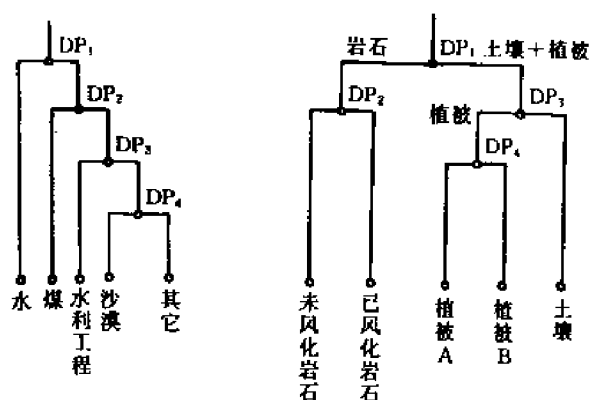 DP₁
DP₂
DP₃
DP₄
水
煤
水利工程
沙漠
其它
岩石
DP₁
土壤+植被
DP₂
植被
DP₃
DP₄
未风化岩石
已风化岩石
植被A
植被B
土壤